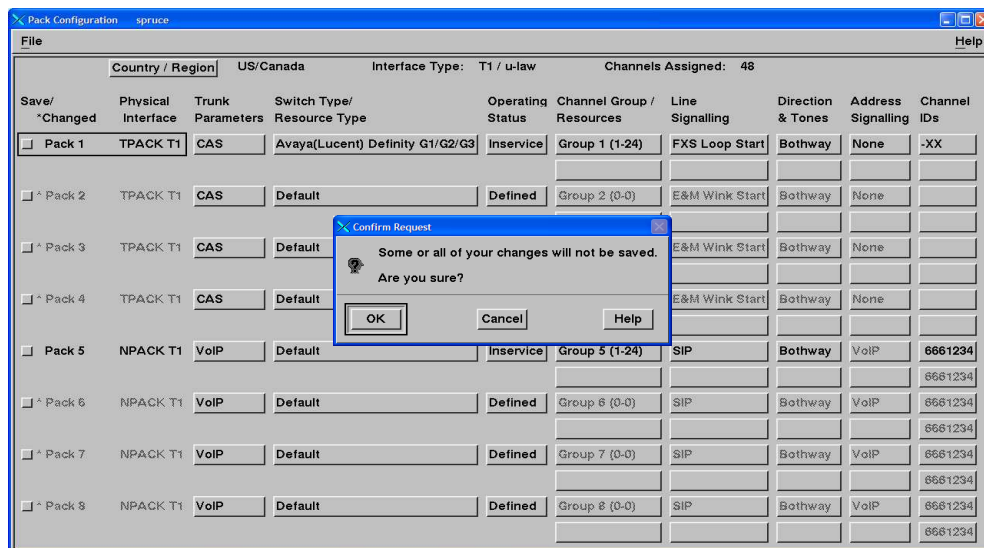 Pack Configuration spruce
File Help
Country / Region US/Canada Interface Type: T1 / u-law Channels Assigned: 48
Save/ Physical Trunk Switch Type/ Operating Channel Group / Line Direction Address Channel
*Changed Interface Parameters Resource Type Status Resources Signalling & Tones Signalling IDs
Pack 1 TPACK T1 CAS Avaya(Lucent) Definity G1/G2/G3 Inservice Group 1 (1-24) FXS Loop Start Bothway None -XX
* Pack 2 TPACK T1 CAS Default Defined Group 2 (0-0) E&M Wink Start Bothway None
* Pack 3 TPACK T1 CAS Default E&M Wink Start Bothway None
* Pack 4 TPACK T1 CAS Default E&M Wink Start Bothway None
Confirm Request
Some or all of your changes will not be saved.
Are you sure?
OK Cancel Help
Pack 5 NPACK T1 VoIP Default Inservice Group 5 (1-24) SIP Bothway VoIP 6661234
6661234
* Pack 6 NPACK T1 VoIP Default Defined Group 6 (0-0) SIP Bothway VoIP 6661234
6661234
* Pack 7 NPACK T1 VoIP Default Defined Group 7 (0-0) SIP Bothway VoIP 6661234
6661234
* Pack 8 NPACK T1 VoIP Default Defined Group 8 (0-0) SIP Bothway VoIP 6661234
6661234